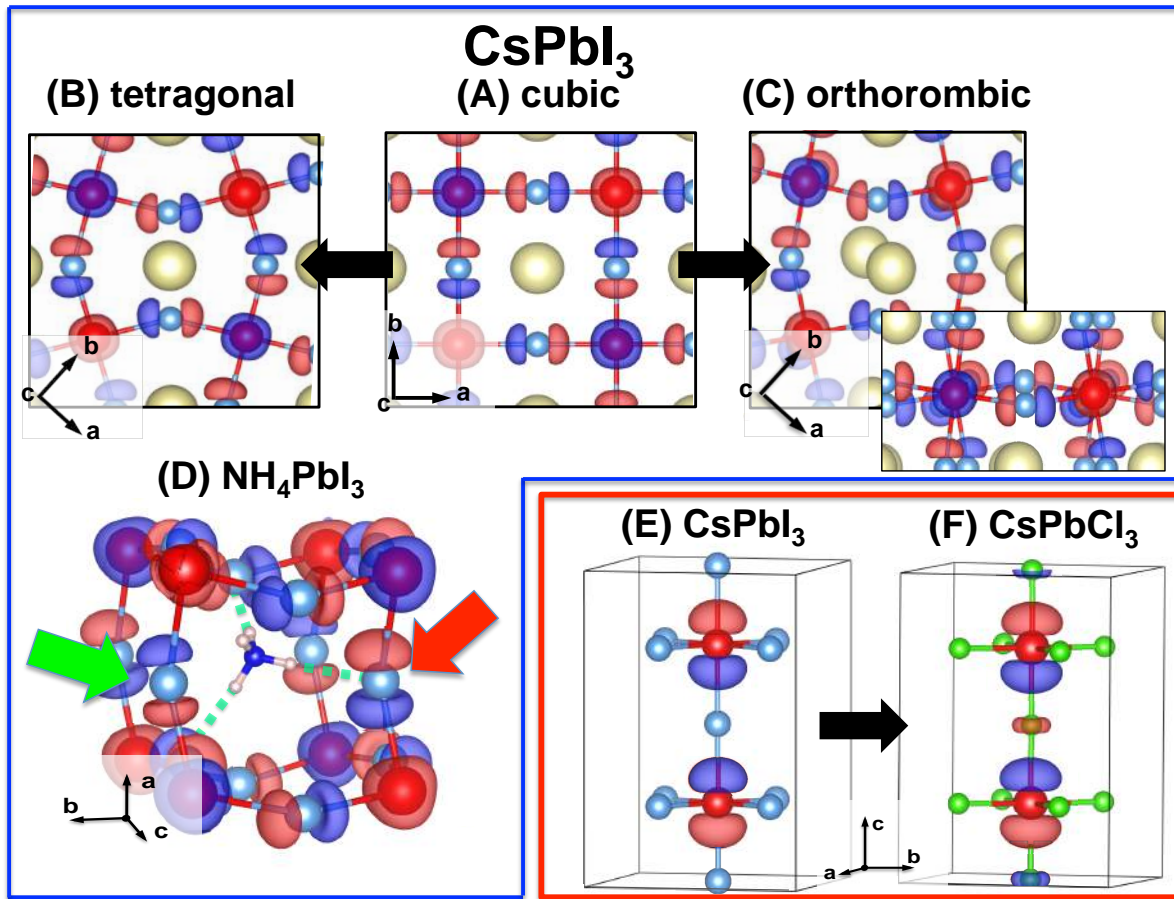 CsPbI3
(B) tetragonal
(A) cubic
(C) orthorombic
b
c
a
b
c
a
b
c
a
(D) NH4PbI3
a
b
c
(E) CsPbI3
(F) CsPbCl3
c
a
b